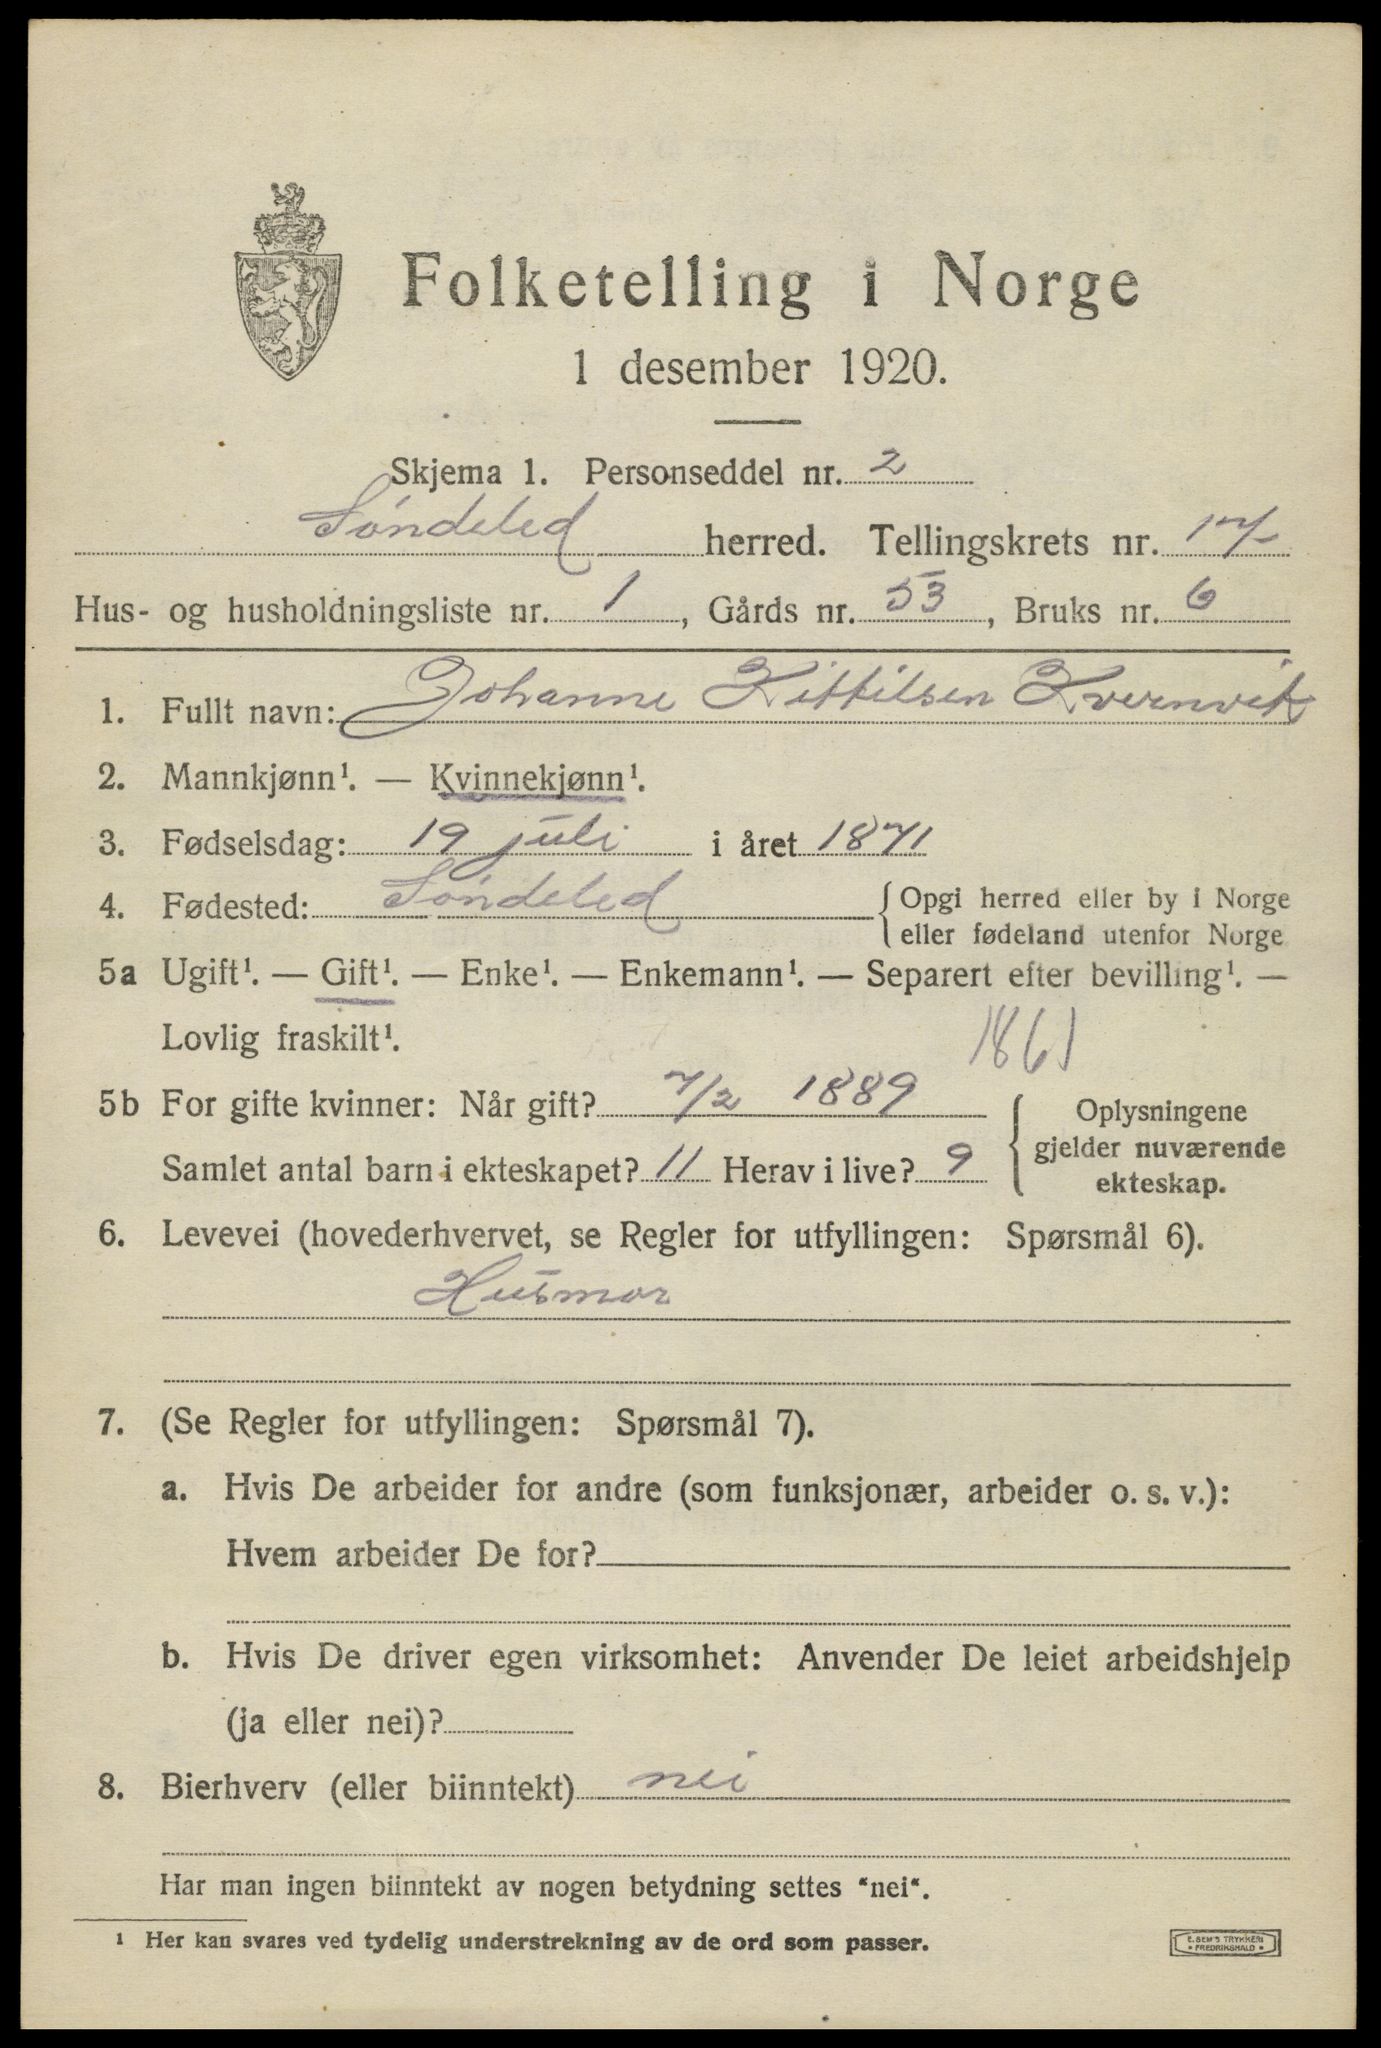 Folketelling i Norge
1 desember 1920.
Skjema 1. Personseddel nr. 2
Søndeled herred. Tellingskrets nr. 17
Hus- og husholdningsliste nr. 1, Gårds nr. 53, Bruks nr. 6
1. Fullt navn: Johanne Kittilsen Kvernvik
2. Mannkjønn¹. — Kvinnekjønn¹.
3. Fødselsdag: 19 juli i året 1871
4. Fødested: Søndeled {Opgi herred eller by i Norge
eller fødeland utenfor Norge
5a Ugift¹. — Gift¹. — Enke¹. — Enkemann¹. — Separert efter bevilling¹. —
Lovlig fraskilt¹.
1861
5b For gifte kvinner: Når gift? 7/2 1889
Samlet antal barn i ekteskapet? 11 Herav i live? 9
Oplysningene
gjelder nuværende
ekteskap.
6. Levevei (hovederhvervet, se Regler for utfyllingen: Spørsmål 6).
Husmor
7. (Se Regler for utfyllingen: Spørsmål 7).
a. Hvis De arbeider for andre (som funksjonær, arbeider o. s. v.):
Hvem arbeider De for?
b. Hvis De driver egen virksomhet: Anvender De leiet arbeidshjelp
(ja eller nei)?
8. Bierhverv (eller biinntekt) nei
Har man ingen biinntekt av nogen betydning settes "nei".
¹ Her kan svares ved tydelig understrekning av de ord som passer.
E. SEM'S TRYKKERI
• FREDRIKSHALD •